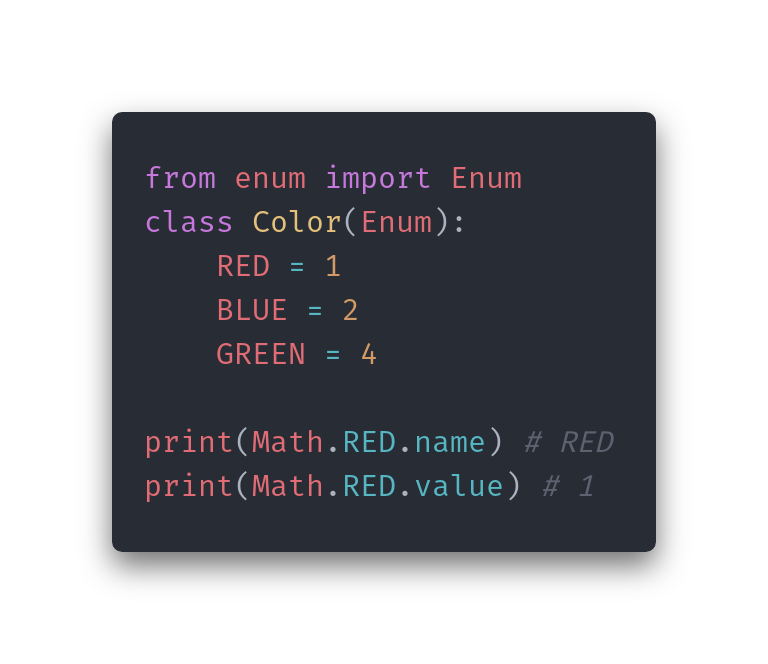 from enum import Enum
class Color(Enum):
    RED = 1
    BLUE = 2
    GREEN = 4

print(Math.RED.name) # RED
print(Math.RED.value) # 1